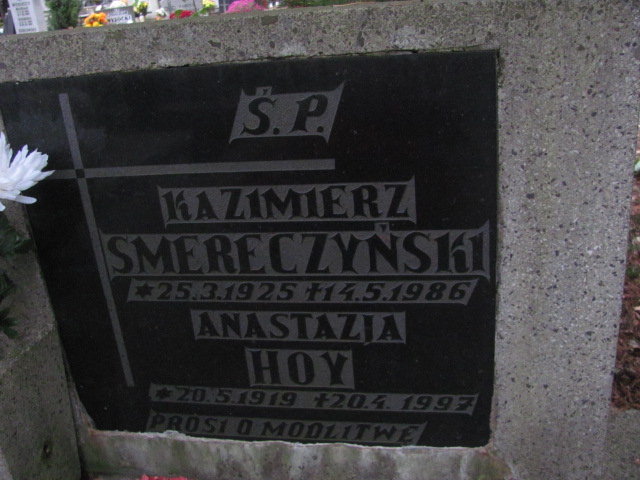 Ś. P.
KAZIMIERZ
SMERECZYŃSKI
*25.3.1925 †14.5.1986
ANASTAZJA
HOY
*20.5.1919 †20.4.1997
PROSI O MODLITWĘ